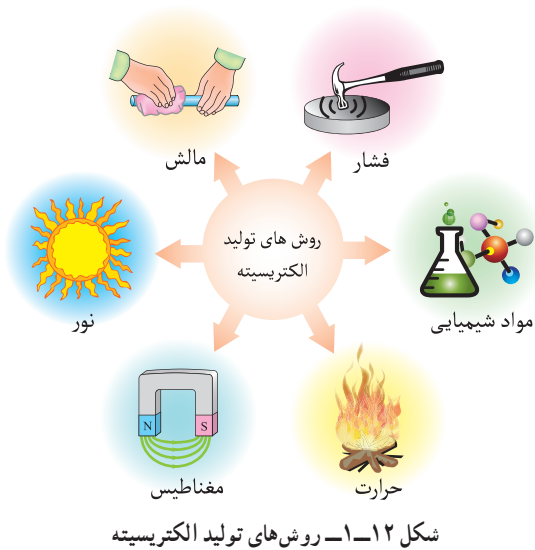 مالش
فشار
روش های تولید
الکتریسیته
نور
مواد شیمیایی
N
S
مغناطیس
حرارت
شکل ۱۲ــ۱ــ روش‌های تولید الکتریسیته